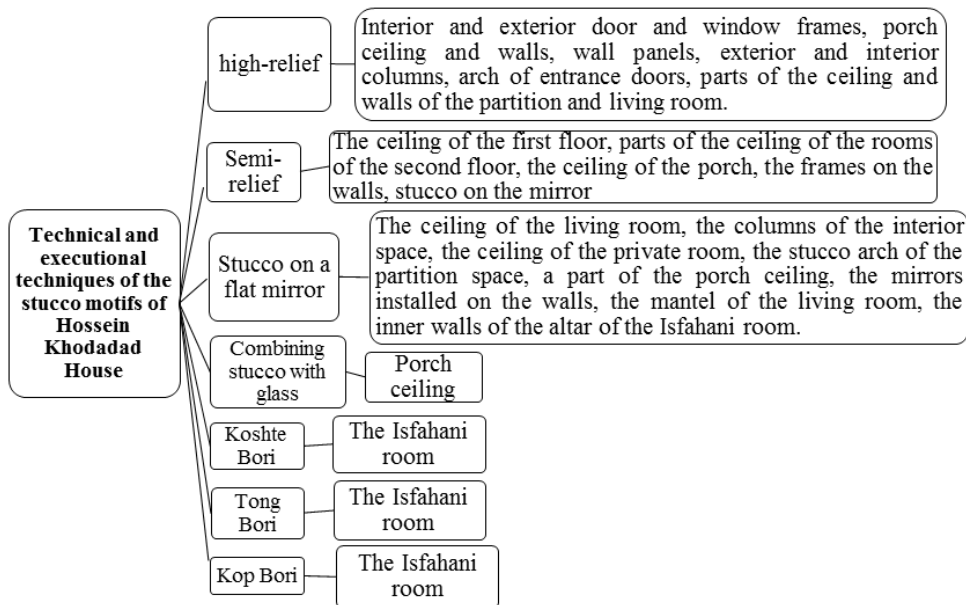 Technical and
executional
techniques of the
stucco motifs of
Hossein
Khodadad
House
high-relief
Interior and exterior door and window frames, porch
ceiling and walls, wall panels, exterior and interior
columns, arch of entrance doors, parts of the ceiling and
walls of the partition and living room.
Semi-
relief
The ceiling of the first floor, parts of the ceiling of the rooms
of the second floor, the ceiling of the porch, the frames on the
walls, stucco on the mirror
Stucco on a
flat mirror
The ceiling of the living room, the columns of the interior
space, the ceiling of the private room, the stucco arch of the
partition space, a part of the porch ceiling, the mirrors
installed on the walls, the mantel of the living room, the
inner walls of the altar of the Isfahani room.
Combining
stucco with
glass
Porch
ceiling
Koshte
Bori
The Isfahani
room
Tong
Bori
The Isfahani
room
Kop Bori
The Isfahani
room